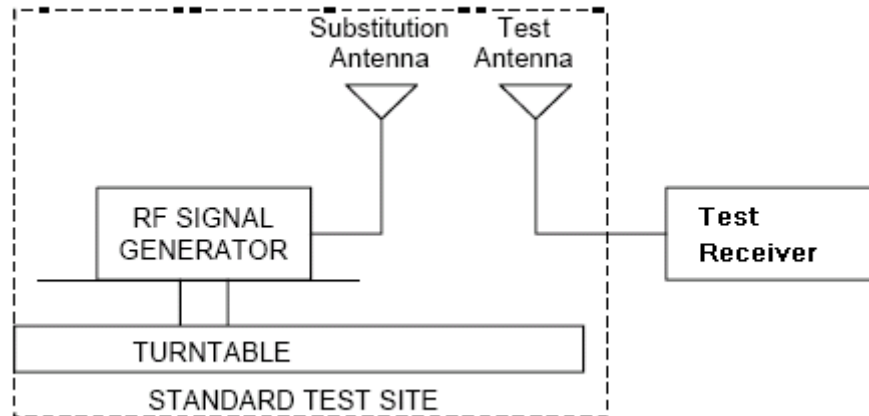 Substitution
Antenna
Test
Antenna
RF SIGNAL
GENERATOR
Test
Receiver
TURNTABLE
STANDARD TEST SITE